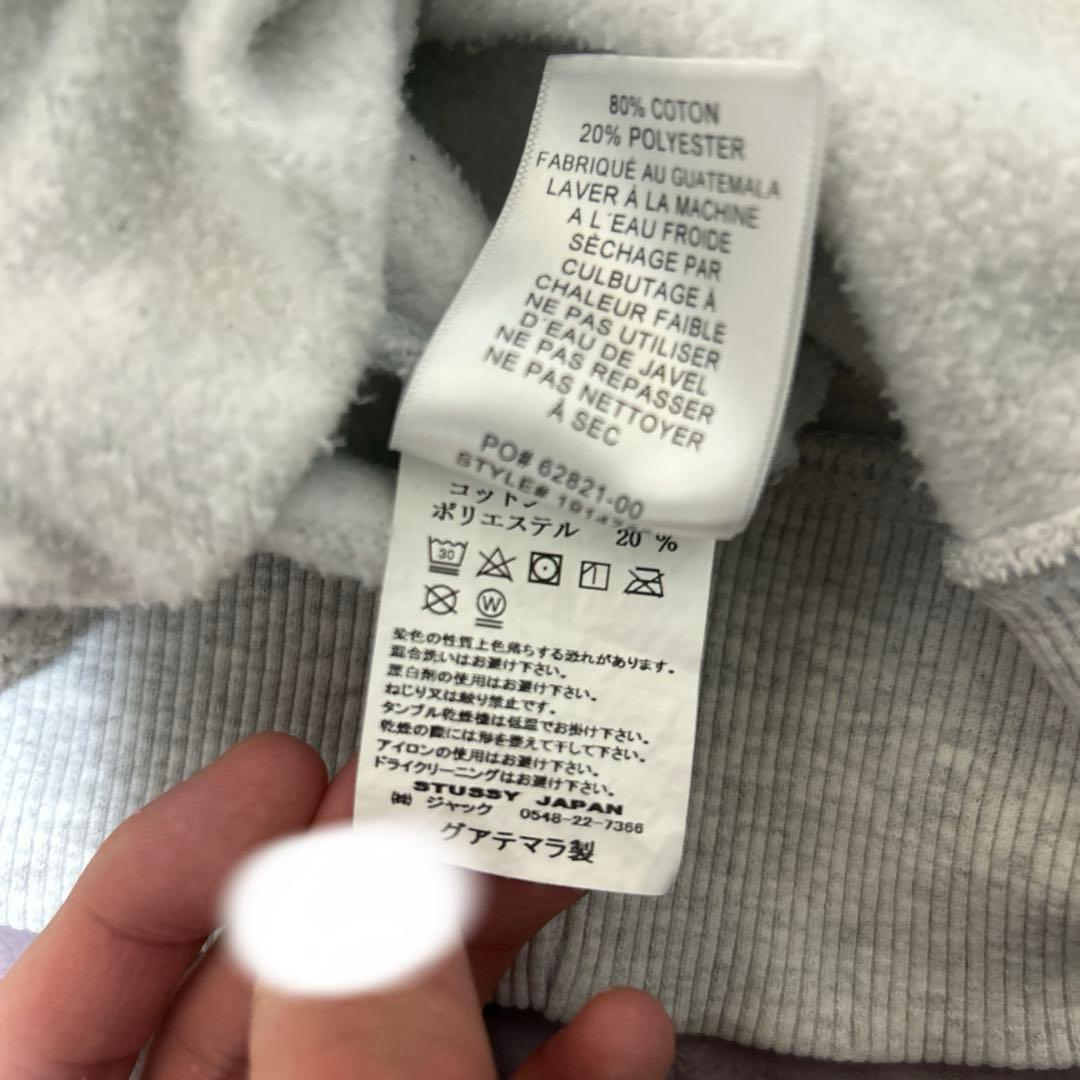 80% COTON
20% POLYESTER
FABRIQUÉ AU GUATEMALA
LAVER À LA MACHINE
A L'EAU FROIDE
SÉCHAGE PAR
CULBUTAGE À
CHALEUR FAIBLE
NE PAS UTILISER
D'EAU DE JAVEL
NE PAS REPASSER
NE PAS NETTOYER
À SEC
PO# 62821-00
STYLE#
コットン
ポリエステル 20 %
30
W
染色の性質上色落ちする恐れがあります。
混合洗いはお避け下さい。
漂白剤の使用はお避け下さい。
ねじり又は触り禁止です。
タンブル乾燥機は低温でお掛け下さい。
乾燥の際には形を整えて干して下さい。
アイロンの使用はお避け下さい。
ドライクリーニングはお避け下さい。
STUSSY JAPAN
㈱ ジャック 0548-22-7366
グアテマラ製